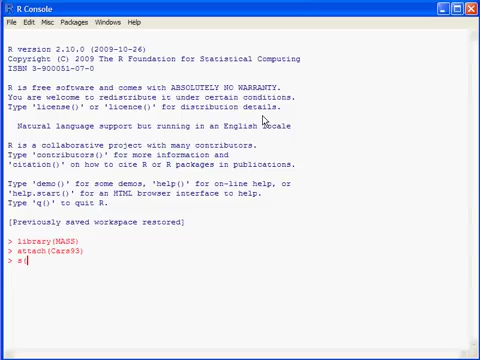 R Console
File Edit Misc Packages Windows Help
R version 2.10.0 (2009-10-26)
Copyright (C) 2009 The R Foundation for Statistical Computing
ISBN 3-900051-07-0
R is free software and comes with ABSOLUTELY NO WARRANTY.
You are welcome to redistribute it under certain conditions.
Type 'license()' or 'licence()' for distribution details.
Natural language support but running in an English locale
R is a collaborative project with many contributors.
Type 'contributors()' for more information and
'citation()' on how to cite R or R packages in publications.
Type 'demo()' for some demos, 'help()' for on-line help, or
'help.start()' for an HTML browser interface to help.
Type 'q()' to quit R.
[Previously saved workspace restored]
> library(MASS)
> attach(Cars93)
> s(